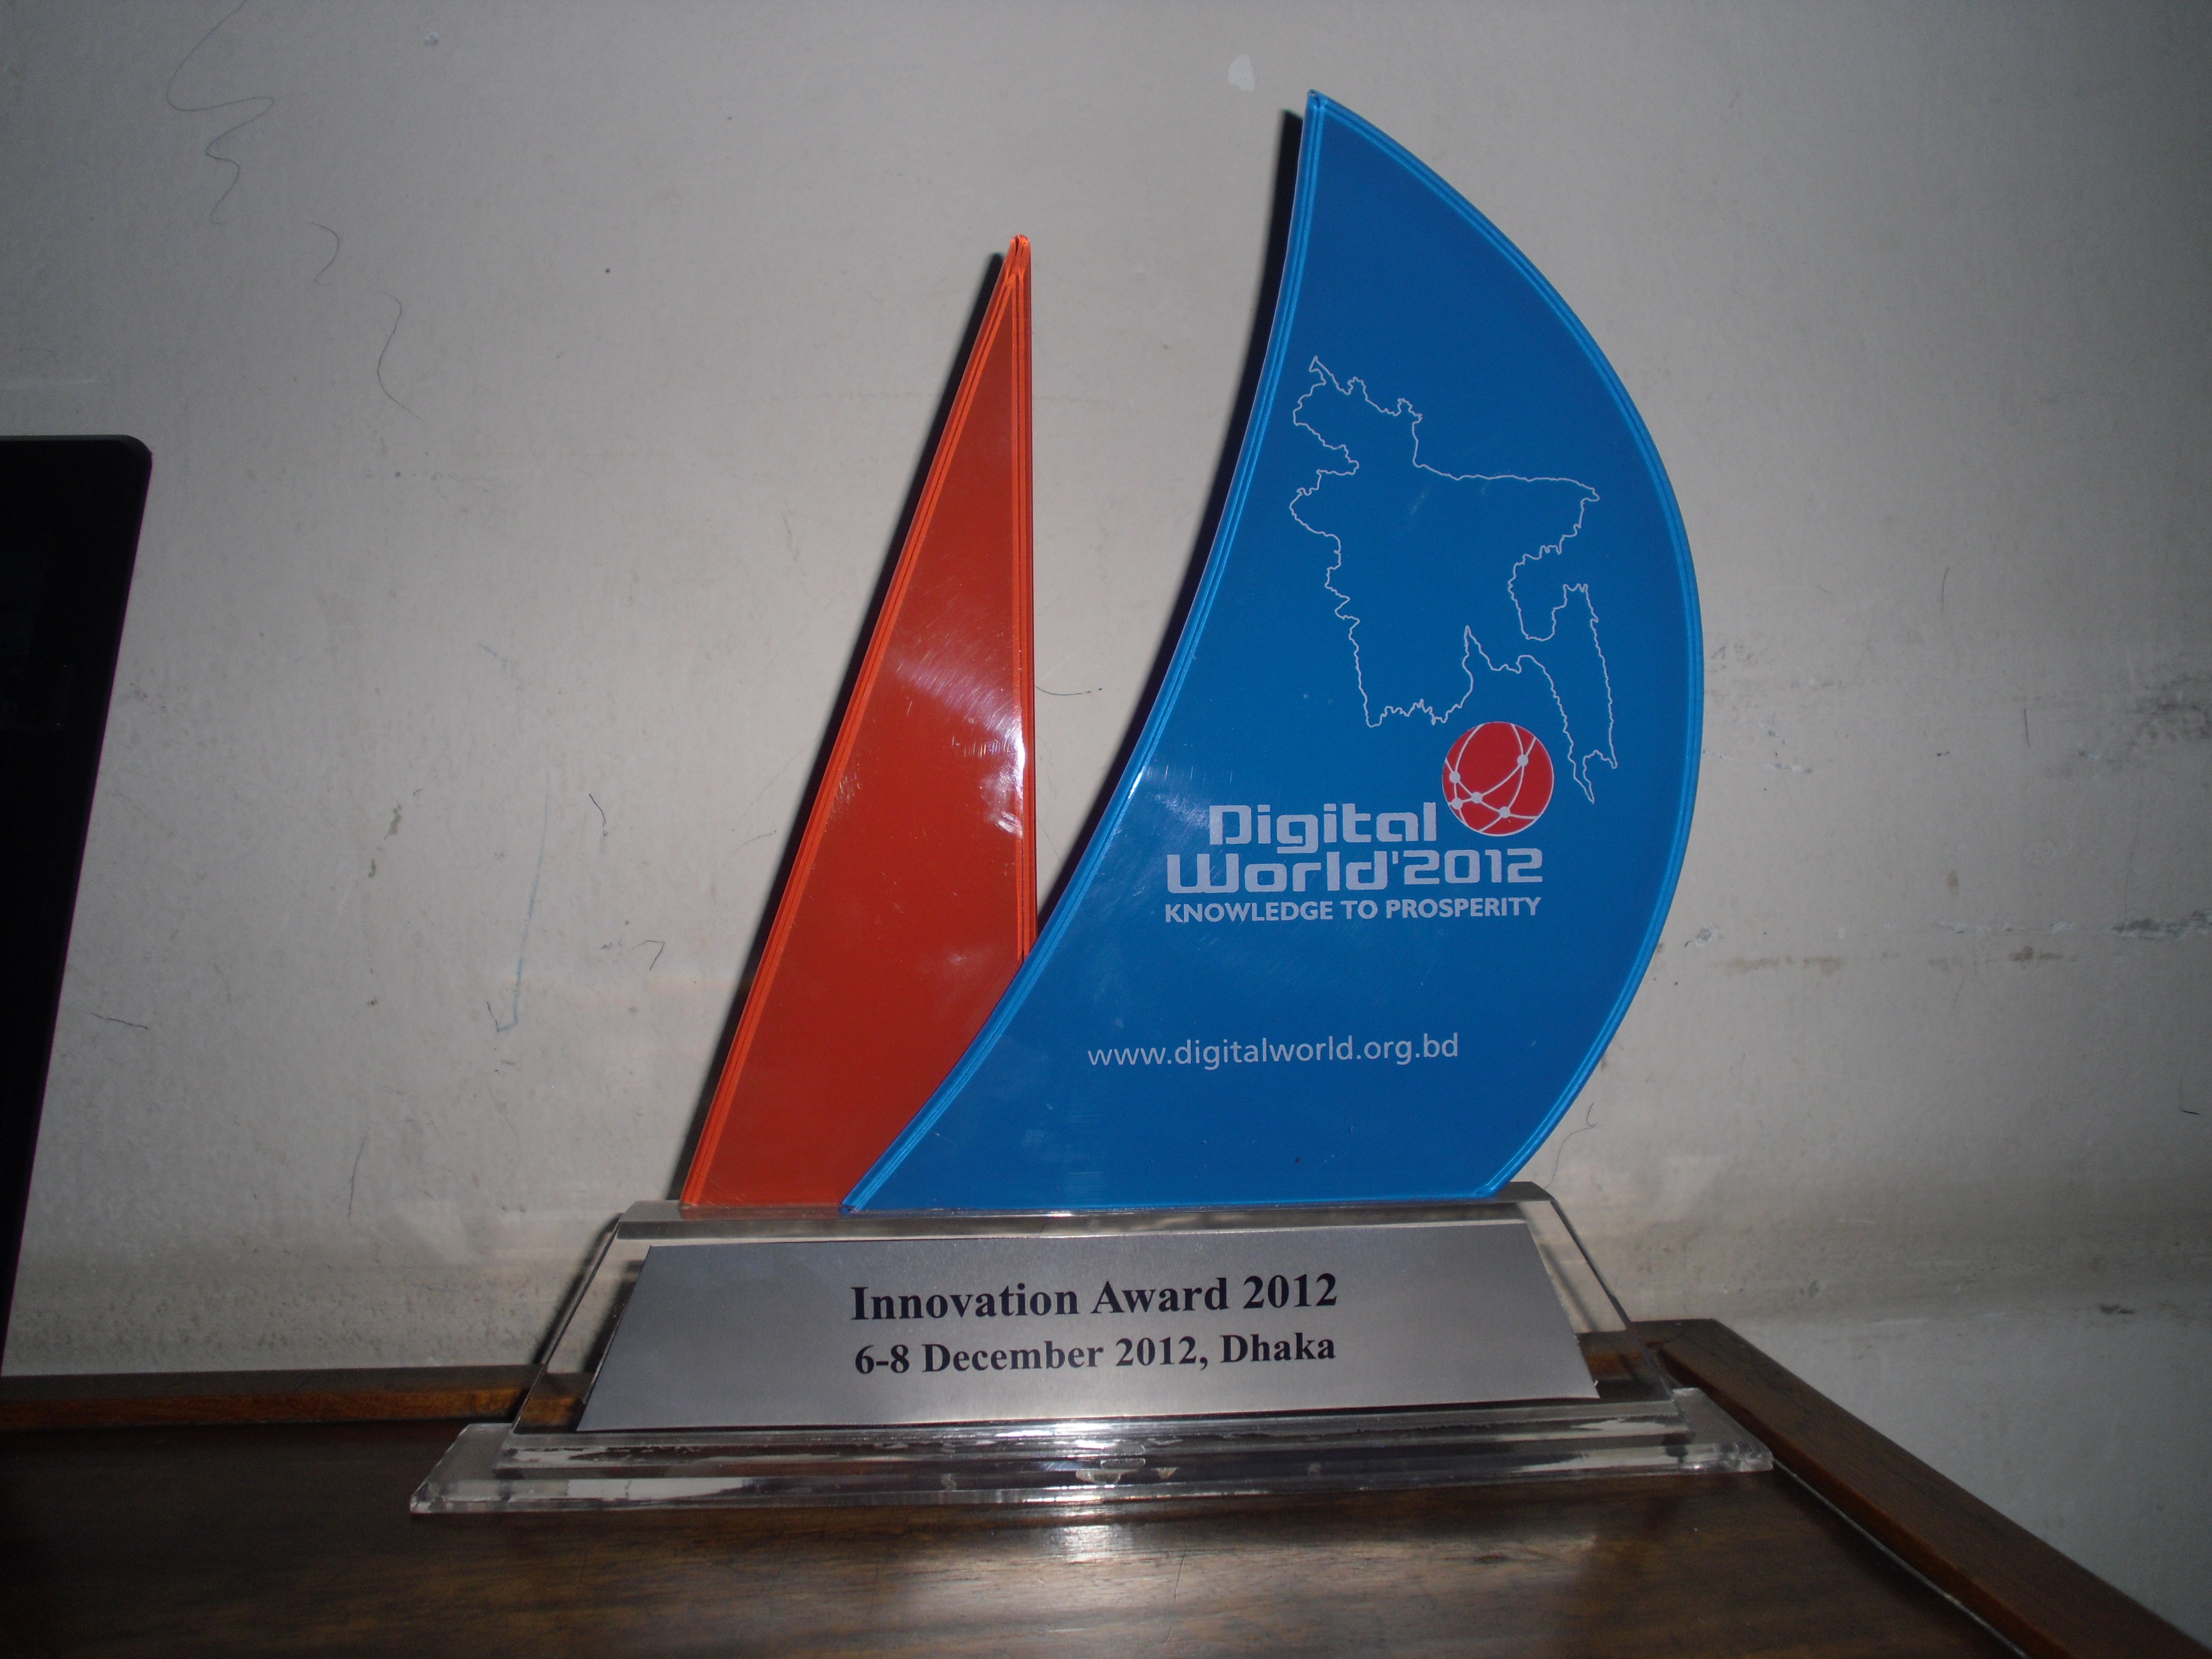 Digital
World'2012
KNOWLEDGE TO PROSPERITY
www.digitalworld.org.bd
Innovation Award 2012
6-8 December 2012, Dhaka